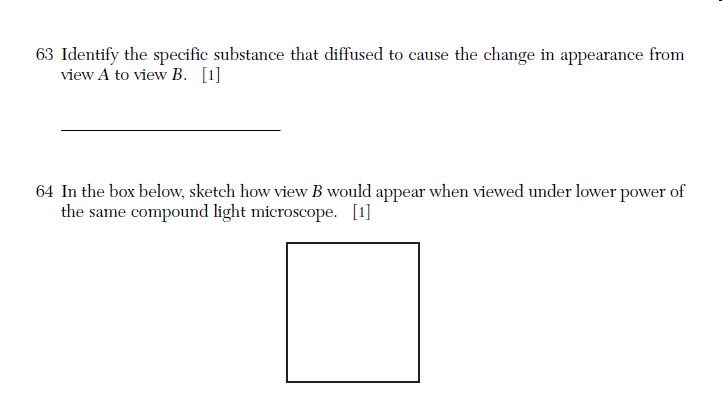 63 Identify the specific substance that diffused to cause the change in appearance from
view A to view B. [1]
64 In the box below, sketch how view B would appear when viewed under lower power of
the same compound light microscope. [1]